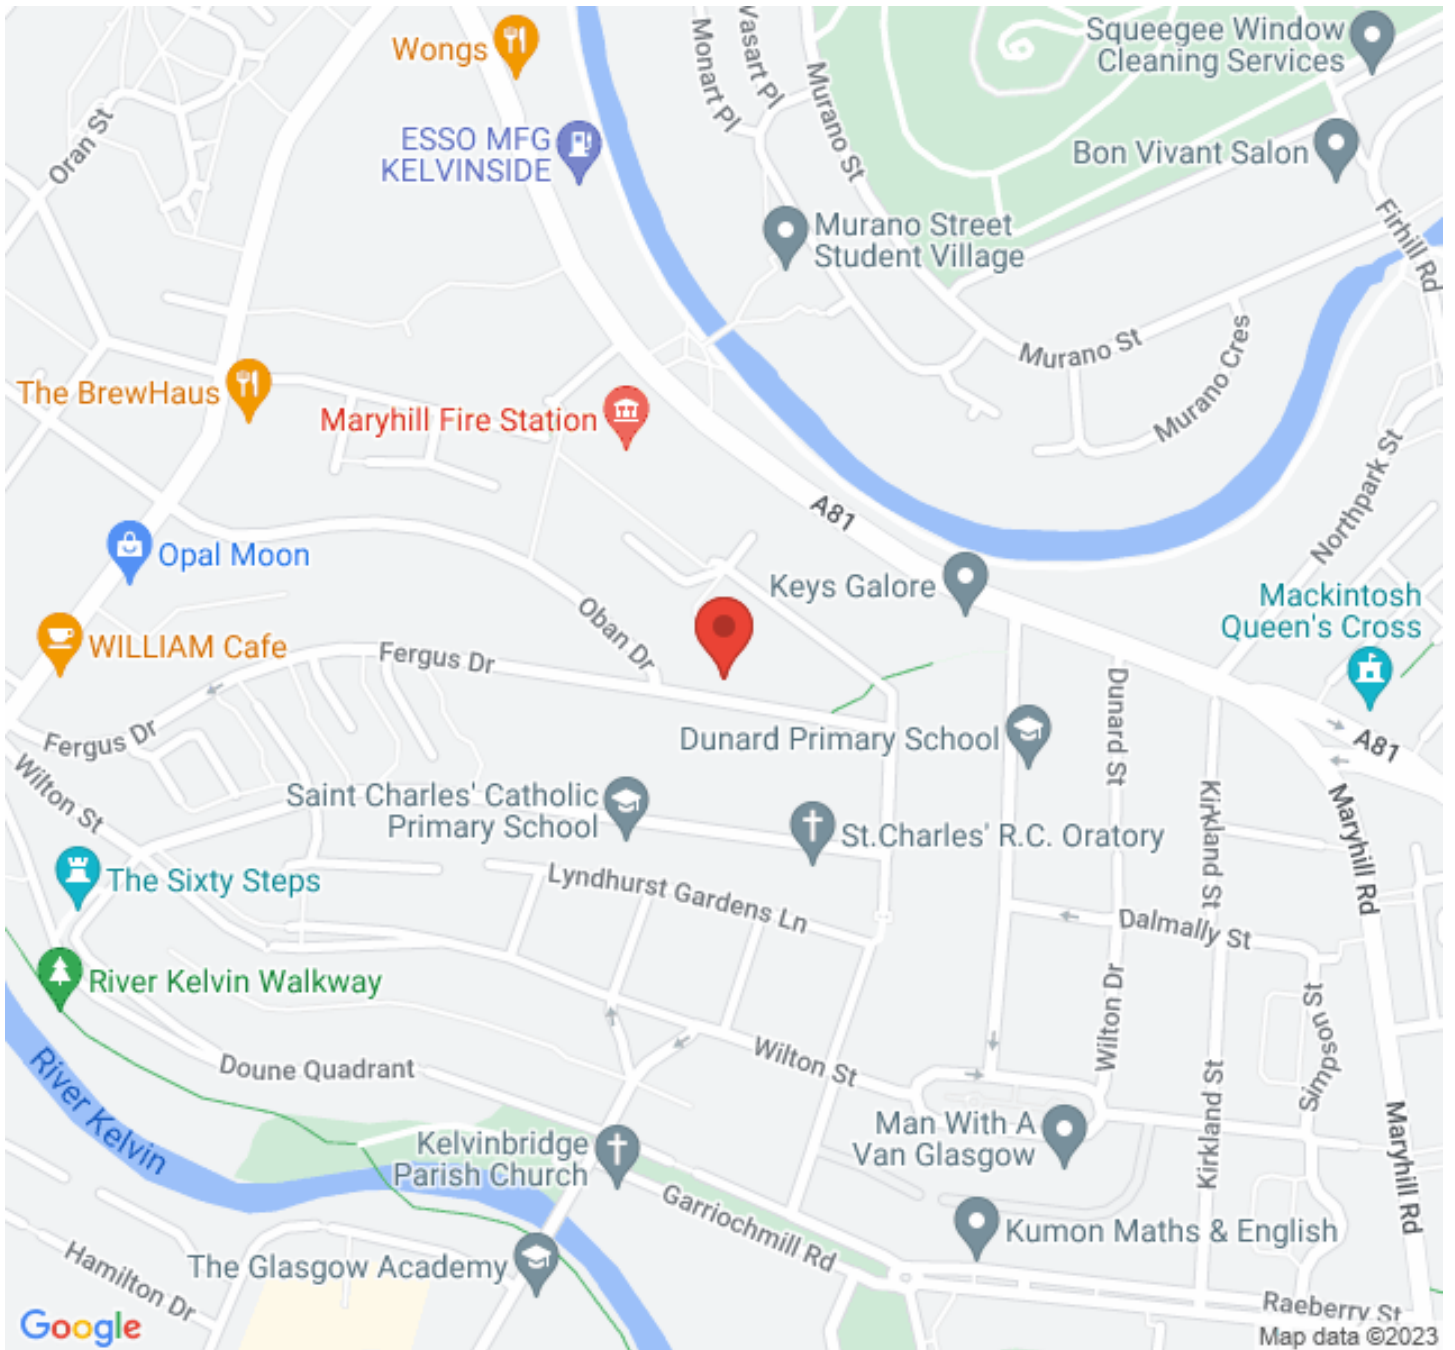 Squeegee Window
Cleaning Services
Wongs
Monart Pl
Vasart Pl
Murano St
Oran St
ESSO MFG
KELVINSIDE
Bon Vivant Salon
Murano Street
Student Village
Firhill Rd
Murano St
Murano Cres
The BrewHaus
Maryhill Fire Station
A81
Northpark St
Opal Moon
Keys Galore
Mackintosh
Queen's Cross
Oban Dr
WILLIAM Cafe
Fergus Dr
Dunard St
Fergus Dr
Dunard Primary School
A81
Wilton St
Saint Charles' Catholic
Primary School
Kirkland St
Maryhill Rd
St.Charles' R.C. Oratory
The Sixty Steps
Lyndhurst Gardens Ln
Dalmally St
River Kelvin Walkway
Wilton Dr
Simpson St
River Kelvin
Doune Quadrant
Wilton St
Kirkland St
Man With A
Van Glasgow
Kelvinbridge
Parish Church
Maryhill Rd
Garriochmill Rd
Kumon Maths & English
Hamilton Dr
The Glasgow Academy
Raeberry St
Google
Map data ©2023